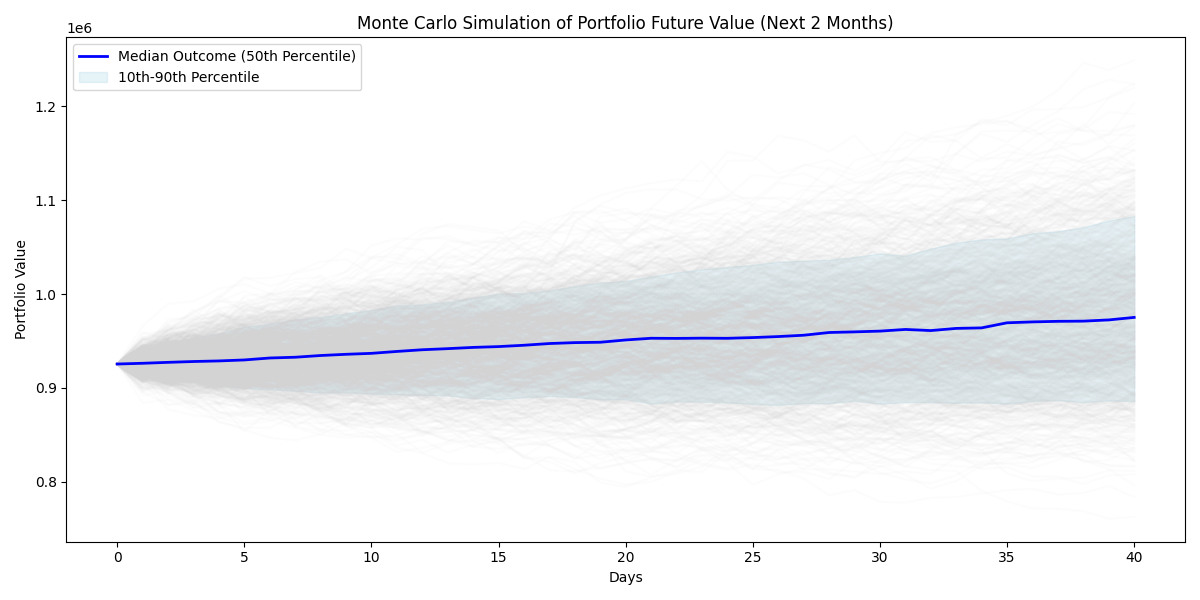 Monte Carlo Simulation of Portfolio Future Value (Next 2 Months)
1e6
Median Outcome (50th Percentile)
10th-90th Percentile
1.2
1.1
1.0
0.9
0.8
Portfolio Value
0 5 10 15 20 25 30 35 40
Days